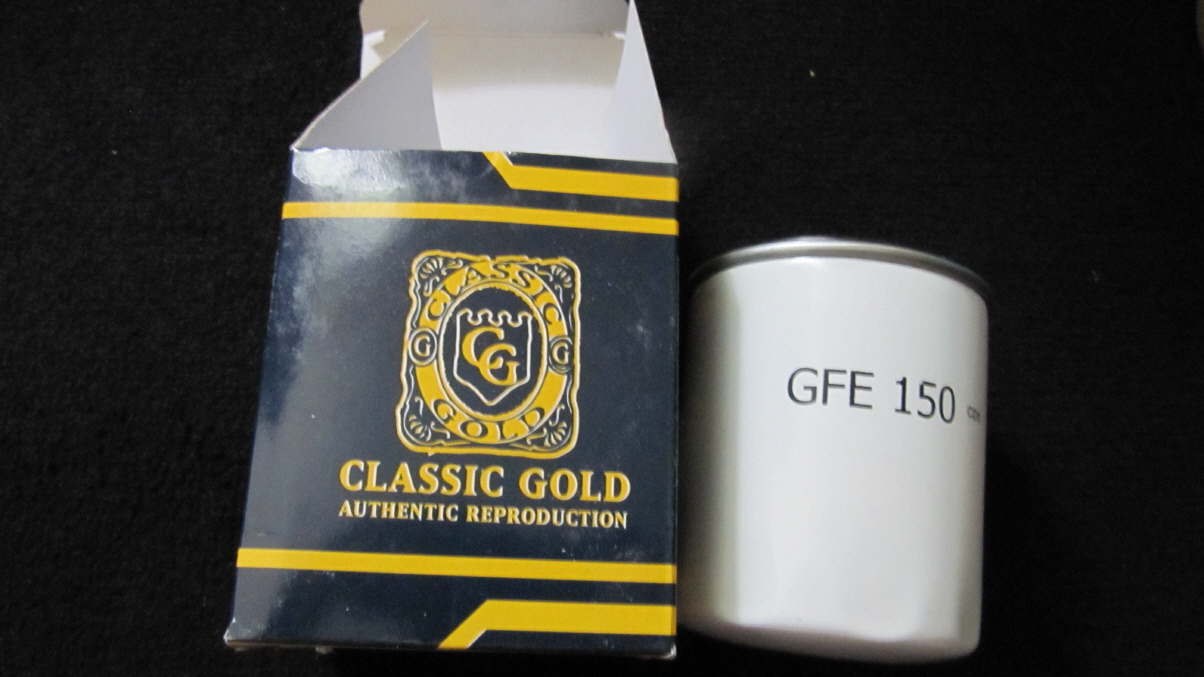 CLASSIC
G CG G
GOLD
CLASSIC GOLD
AUTHENTIC REPRODUCTION
GFE 150